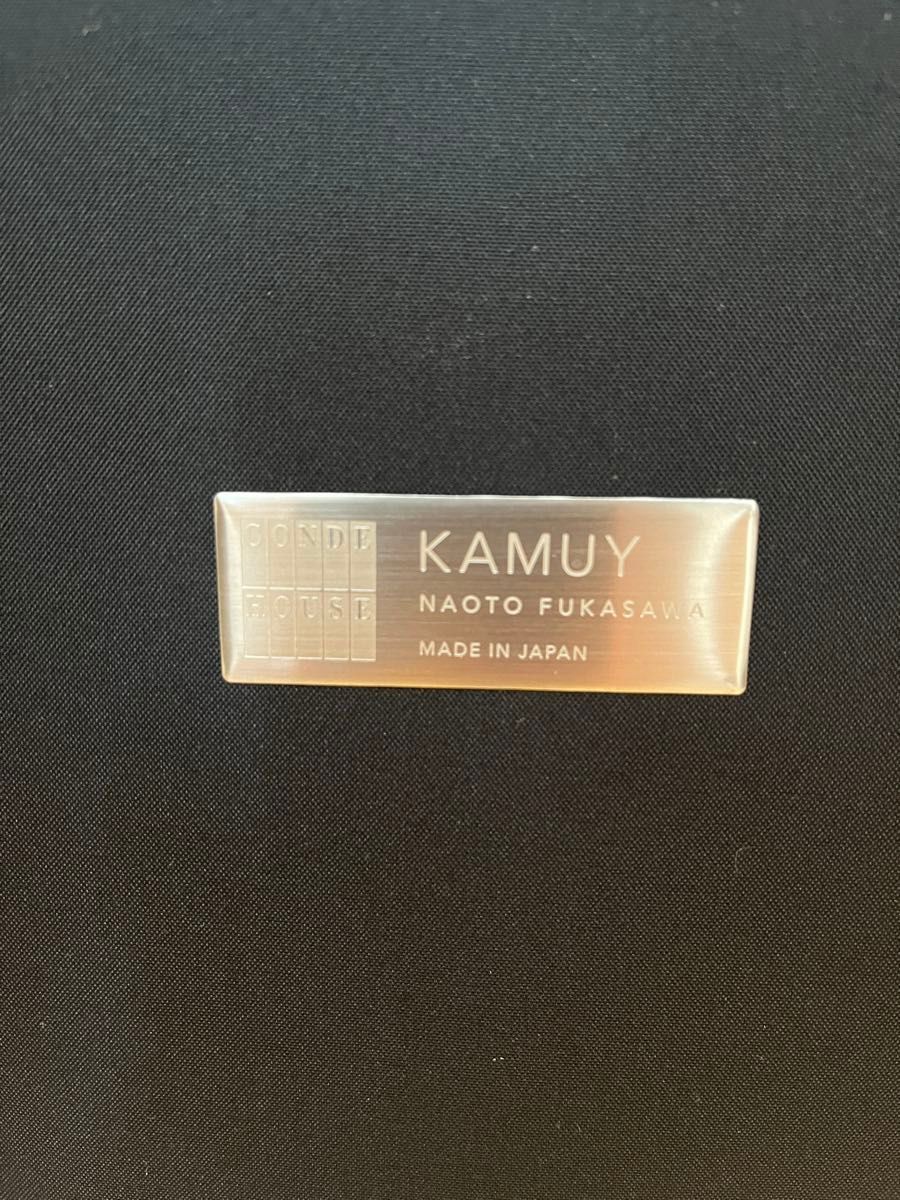 CONDE
HOUSE
KAMUY
NAOTO FUKASAWA
MADE IN JAPAN